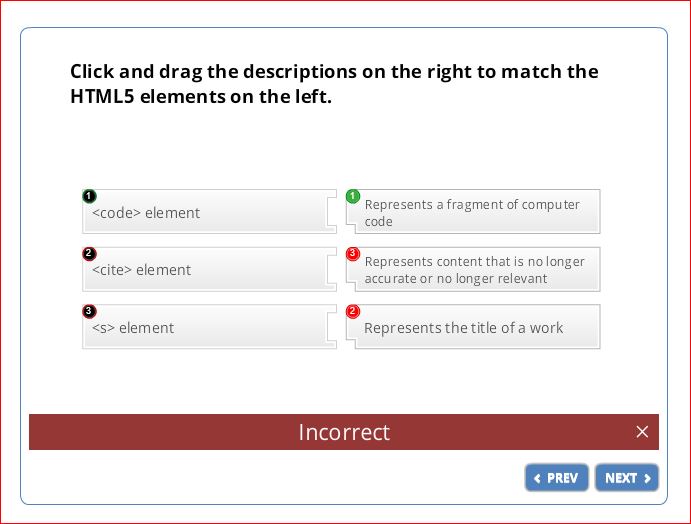 Click and drag the descriptions on the right to match the
HTML5 elements on the left.
1
<code> element
1
Represents a fragment of computer
code
2
<cite> element
3
Represents content that is no longer
accurate or no longer relevant
3
<s> element
2
Represents the title of a work
Incorrect
PREV
NEXT